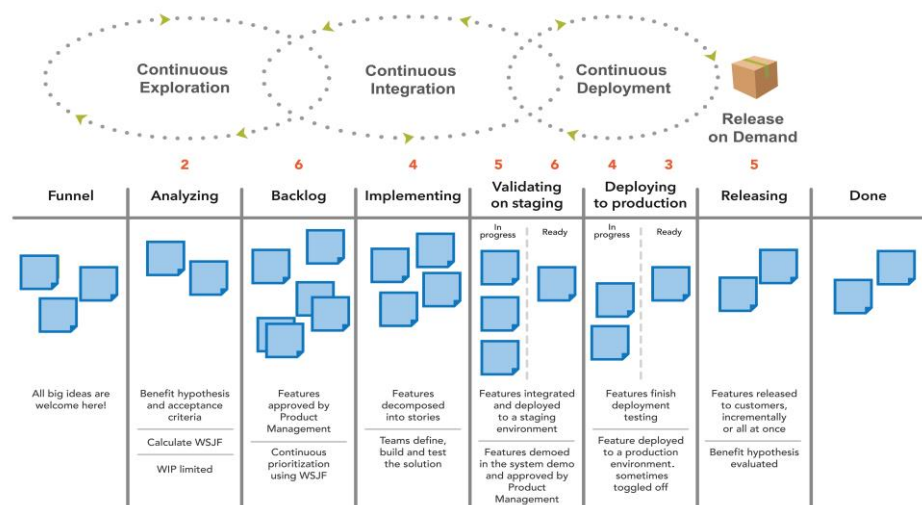 Continuous
Exploration
Continuous
Integration
Continuous
Deployment
Release
on Demand
2
6
4
5
6
4
3
5
Funnel
Analyzing
Backlog
Implementing
Validating
on staging
Deploying
to production
Releasing
Done
In
progress
Ready
In
progress
Ready
All big ideas are
welcome here!
Benefit hypothesis
and acceptance
criteria
Calculate WSJF
WIP limited
Features
approved by
Product
Management
Continuous
prioritization
using WSJF
Features
decomposed
into stories
Teams define,
build and test
the solution
Features integrated
and deployed
to a staging
environment
Features demoed
in the system demo
and approved by
Product
Management
Features finish
deployment
testing
Feature deployed
to a production
environment.
sometimes
toggled off
Features released
to customers,
incrementally
or all at once
Benefit hypothesis
evaluated